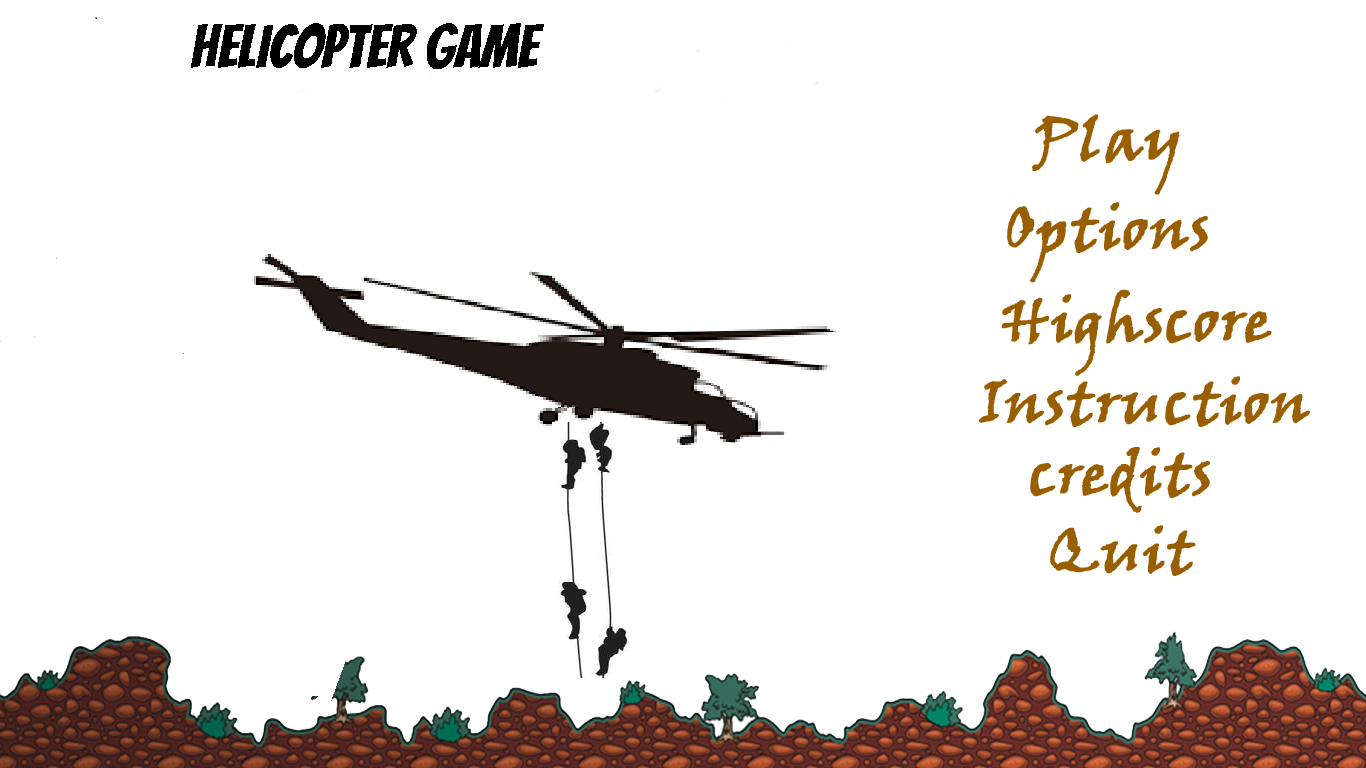 HELICOPTER GAME
Play
Options
Highscore
Instruction
credits
Quit